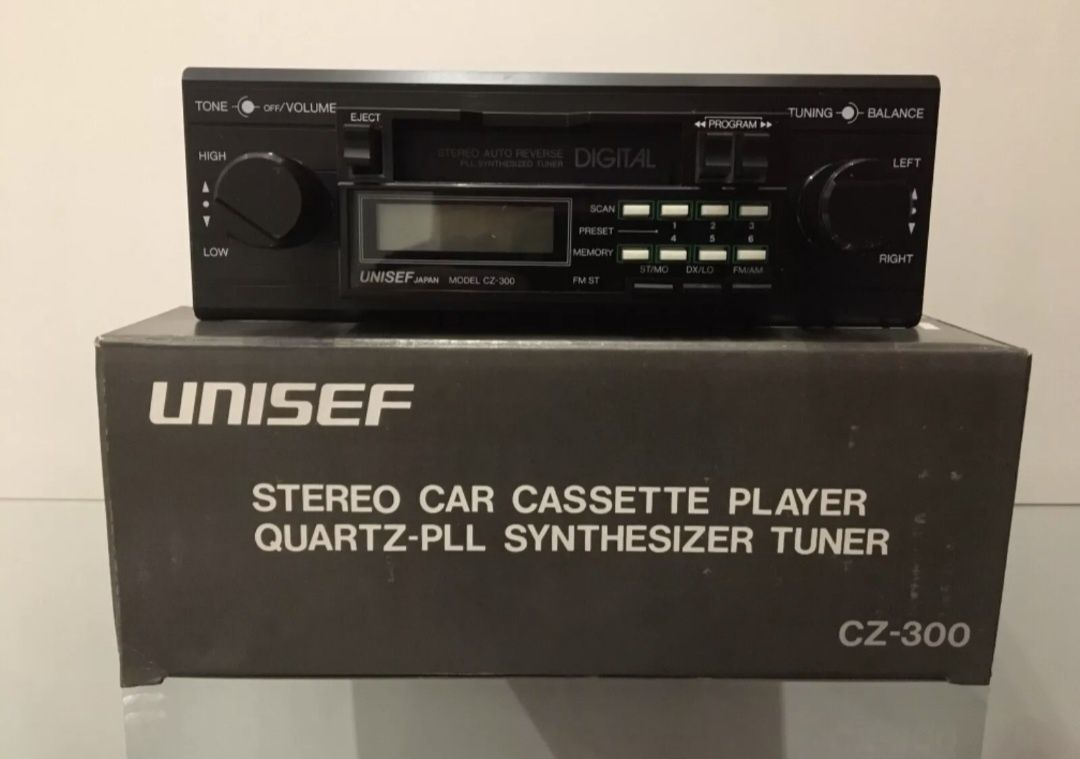 TONE OFF/VOLUME
EJECT
◄◄ PROGRAM ►►
TUNING BALANCE
HIGH
LOW
STEREO AUTO REVERSE
PLL SYNTHESIZED TUNER
DIGITAL
LEFT
RIGHT
SCAN
1 2 3
PRESET
4 5 6
MEMORY
ST/MO DX/LO FM/AM
UNISEF JAPAN MODEL CZ-300
FM ST
UNISEF
STEREO CAR CASSETTE PLAYER
QUARTZ-PLL SYNTHESIZER TUNER
CZ-300